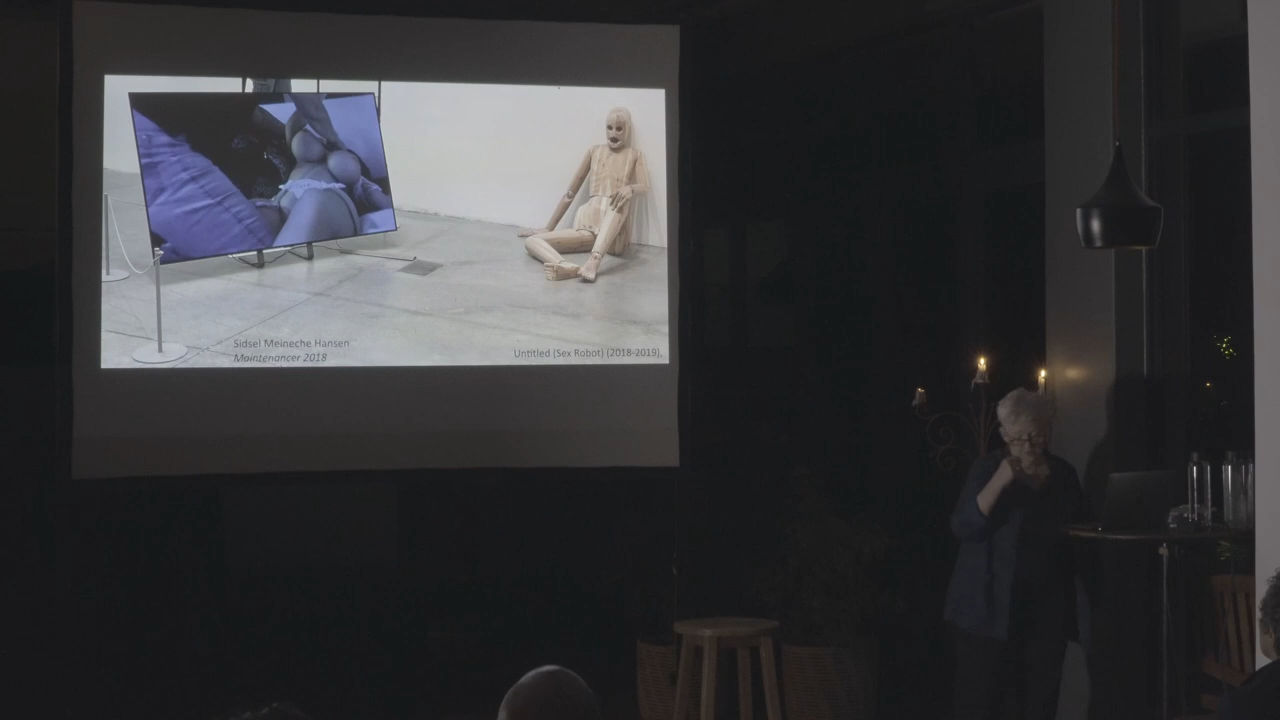 Sidsel Meineche Hansen
Maintenancer 2018
Untitled (Sex Robot) (2018-2019),